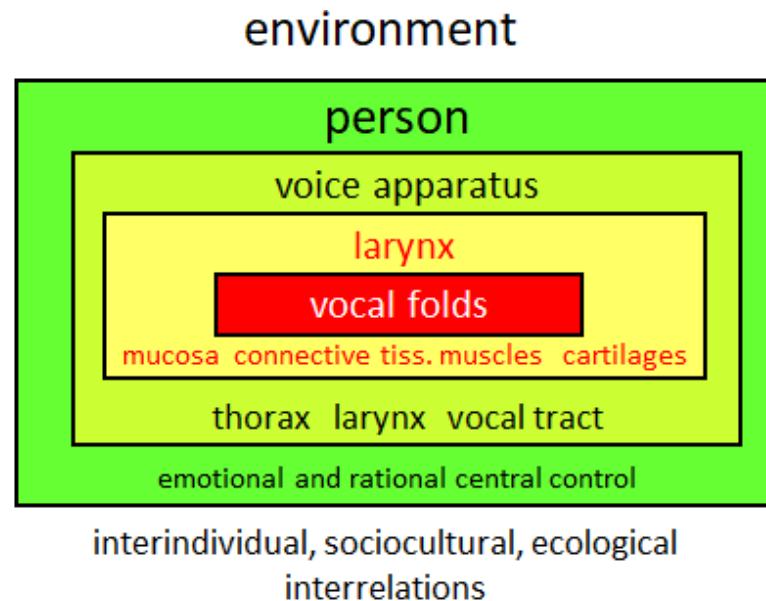 environment
person
voice apparatus
larynx
vocal folds
mucosa connective tiss. muscles cartilages
thorax larynx vocal tract
emotional and rational central control
interindividual, sociocultural, ecological
interrelations